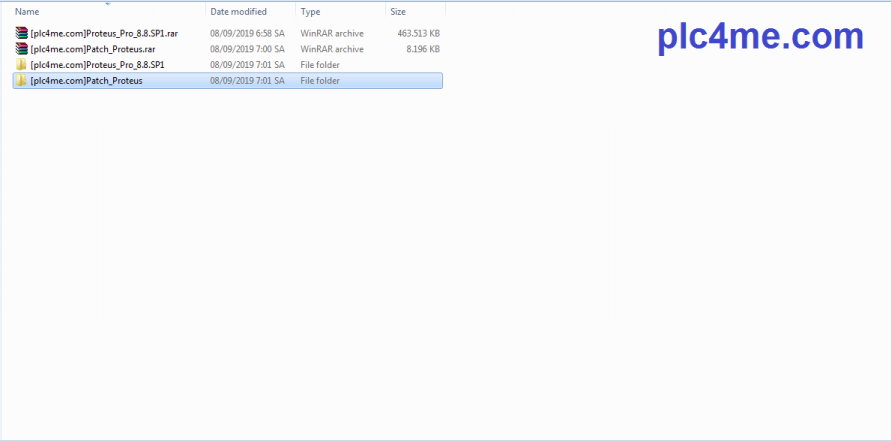 Name Date modified Type Size
[plc4me.com]Proteus_Pro_8.8.SP1.rar 08/09/2019 6:58 SA WinRAR archive 463.513 KB
[plc4me.com]Patch_Proteus.rar 08/09/2019 7:00 SA WinRAR archive 8.196 KB
[plc4me.com]Proteus_Pro_8.8.SP1 08/09/2019 7:01 SA File folder
[plc4me.com]Patch_Proteus 08/09/2019 7:01 SA File folder
plc4me.com